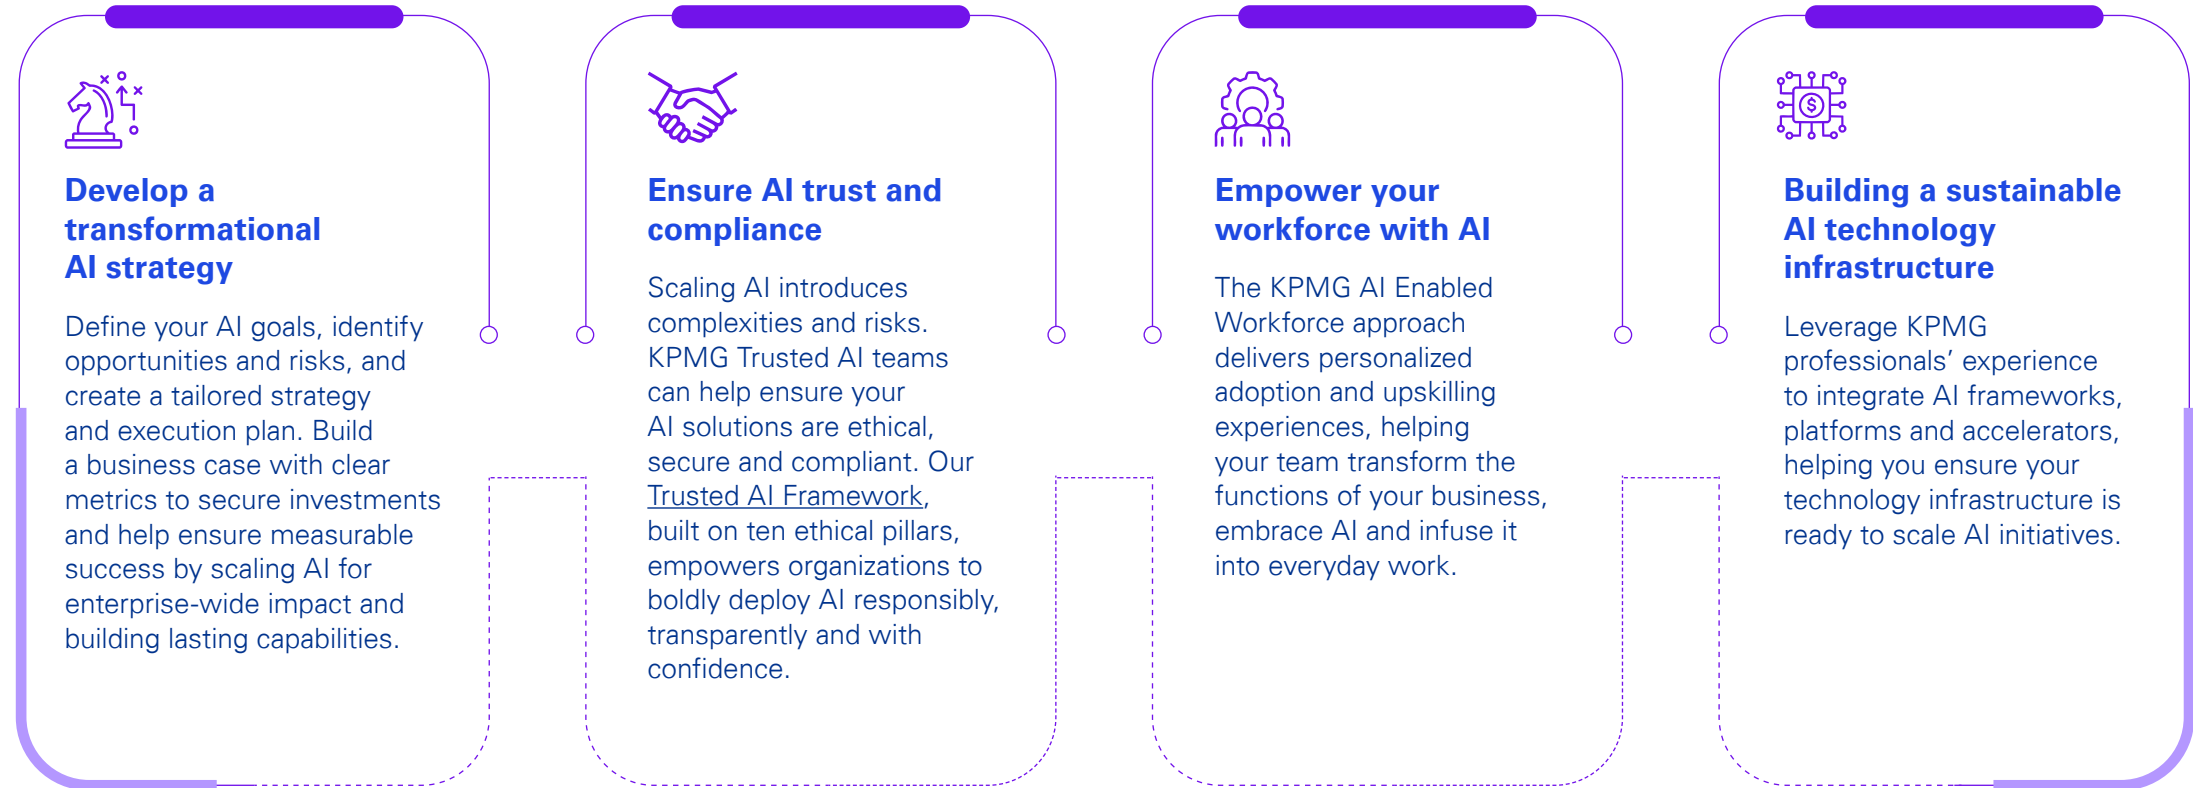 Develop a
transformational
AI strategy
Define your AI goals, identify
opportunities and risks, and
create a tailored strategy
and execution plan. Build
a business case with clear
metrics to secure investments
and help ensure measurable
success by scaling AI for
enterprise-wide impact and
building lasting capabilities.
Ensure AI trust and
compliance
Scaling AI introduces
complexities and risks.
KPMG Trusted AI teams
can help ensure your
AI solutions are ethical,
secure and compliant. Our
Trusted AI Framework,
built on ten ethical pillars,
empowers organizations to
boldly deploy AI responsibly,
transparently and with
confidence.
Empower your
workforce with AI
The KPMG AI Enabled
Workforce approach
delivers personalized
adoption and upskilling
experiences, helping
your team transform the
functions of your business,
embrace AI and infuse it
into everyday work.
$
Building a sustainable
AI technology
infrastructure
Leverage KPMG
professionals’ experience
to integrate AI frameworks,
platforms and accelerators,
helping you ensure your
technology infrastructure is
ready to scale AI initiatives.